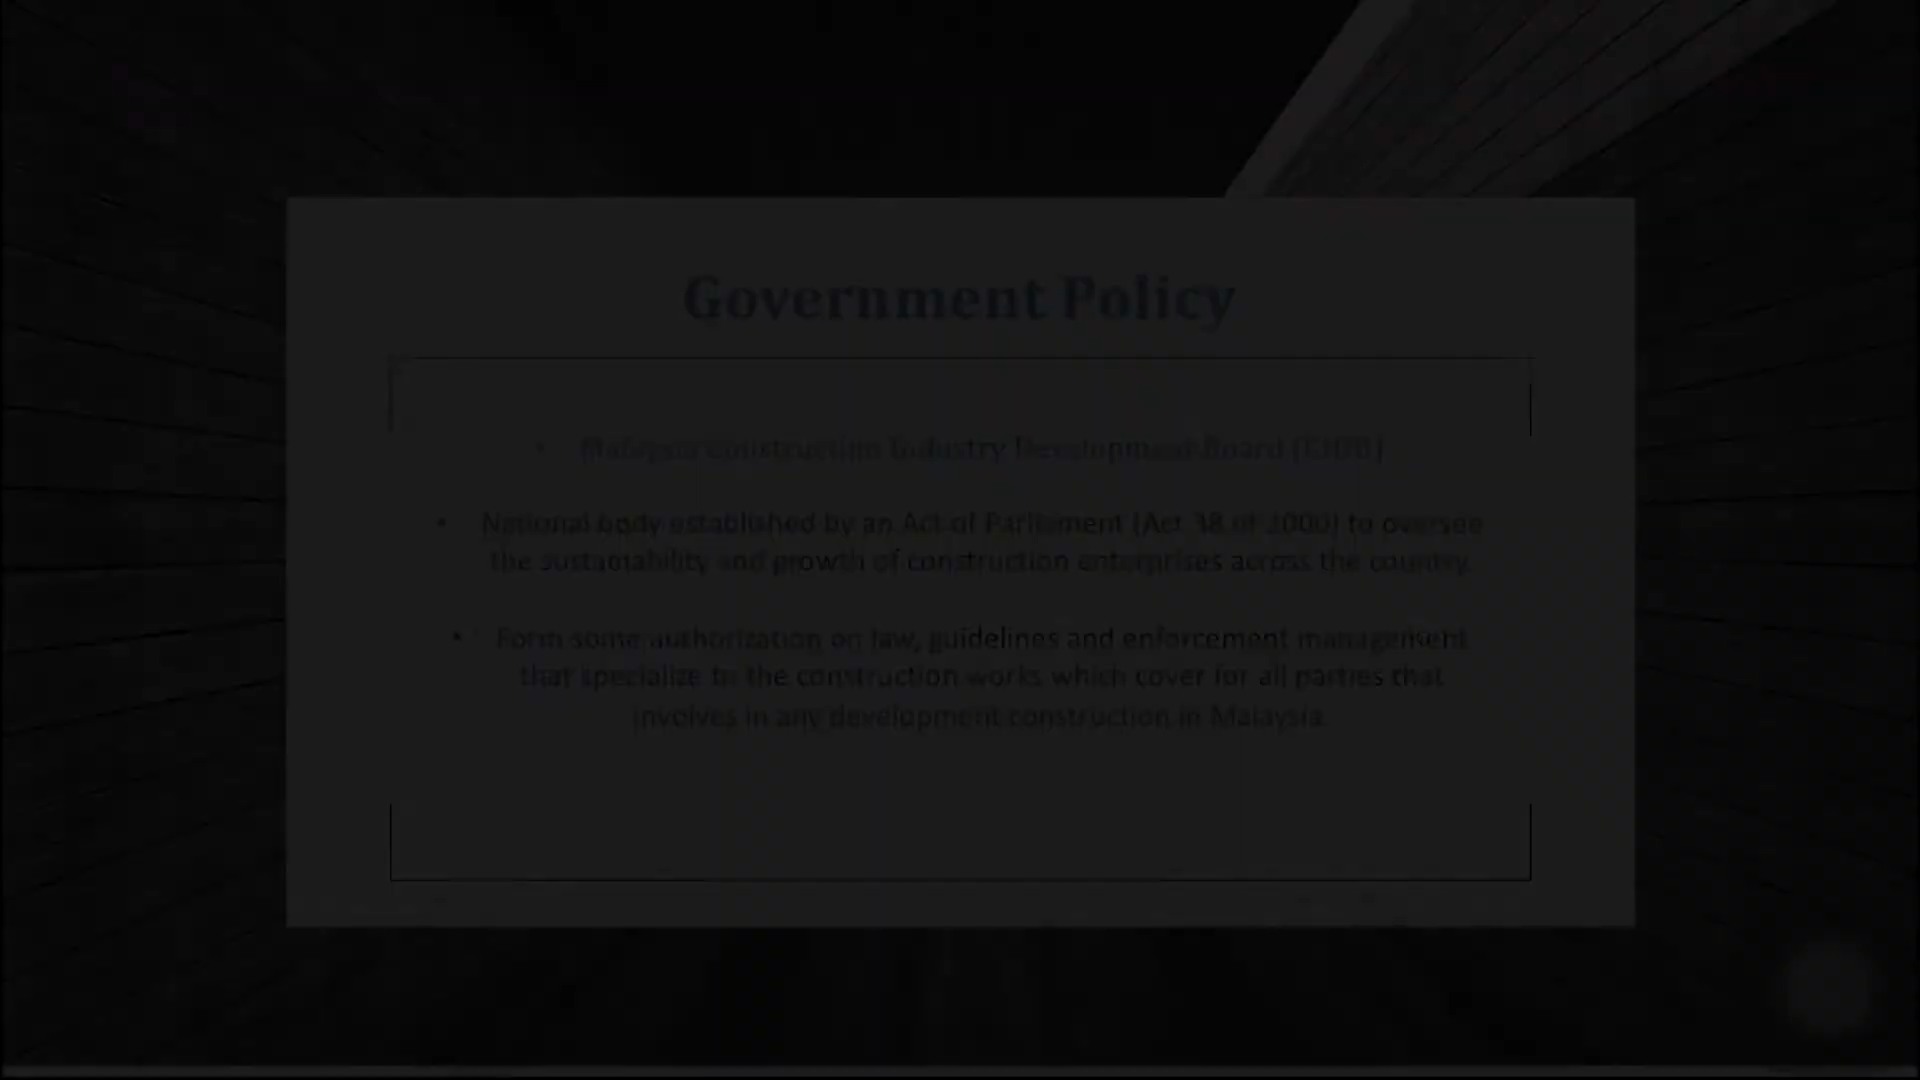 Government Policy
• Malaysia Construction Industry Development Board (CIDB)
• National body established by an Act of Parliament (Act 38 of 2000) to oversee
the sustainability and growth of construction enterprises across the country
• Form some authorization on law, guidelines and enforcement management
that specialize to the construction works which cover for all parties that
involves in any development construction in Malaysia